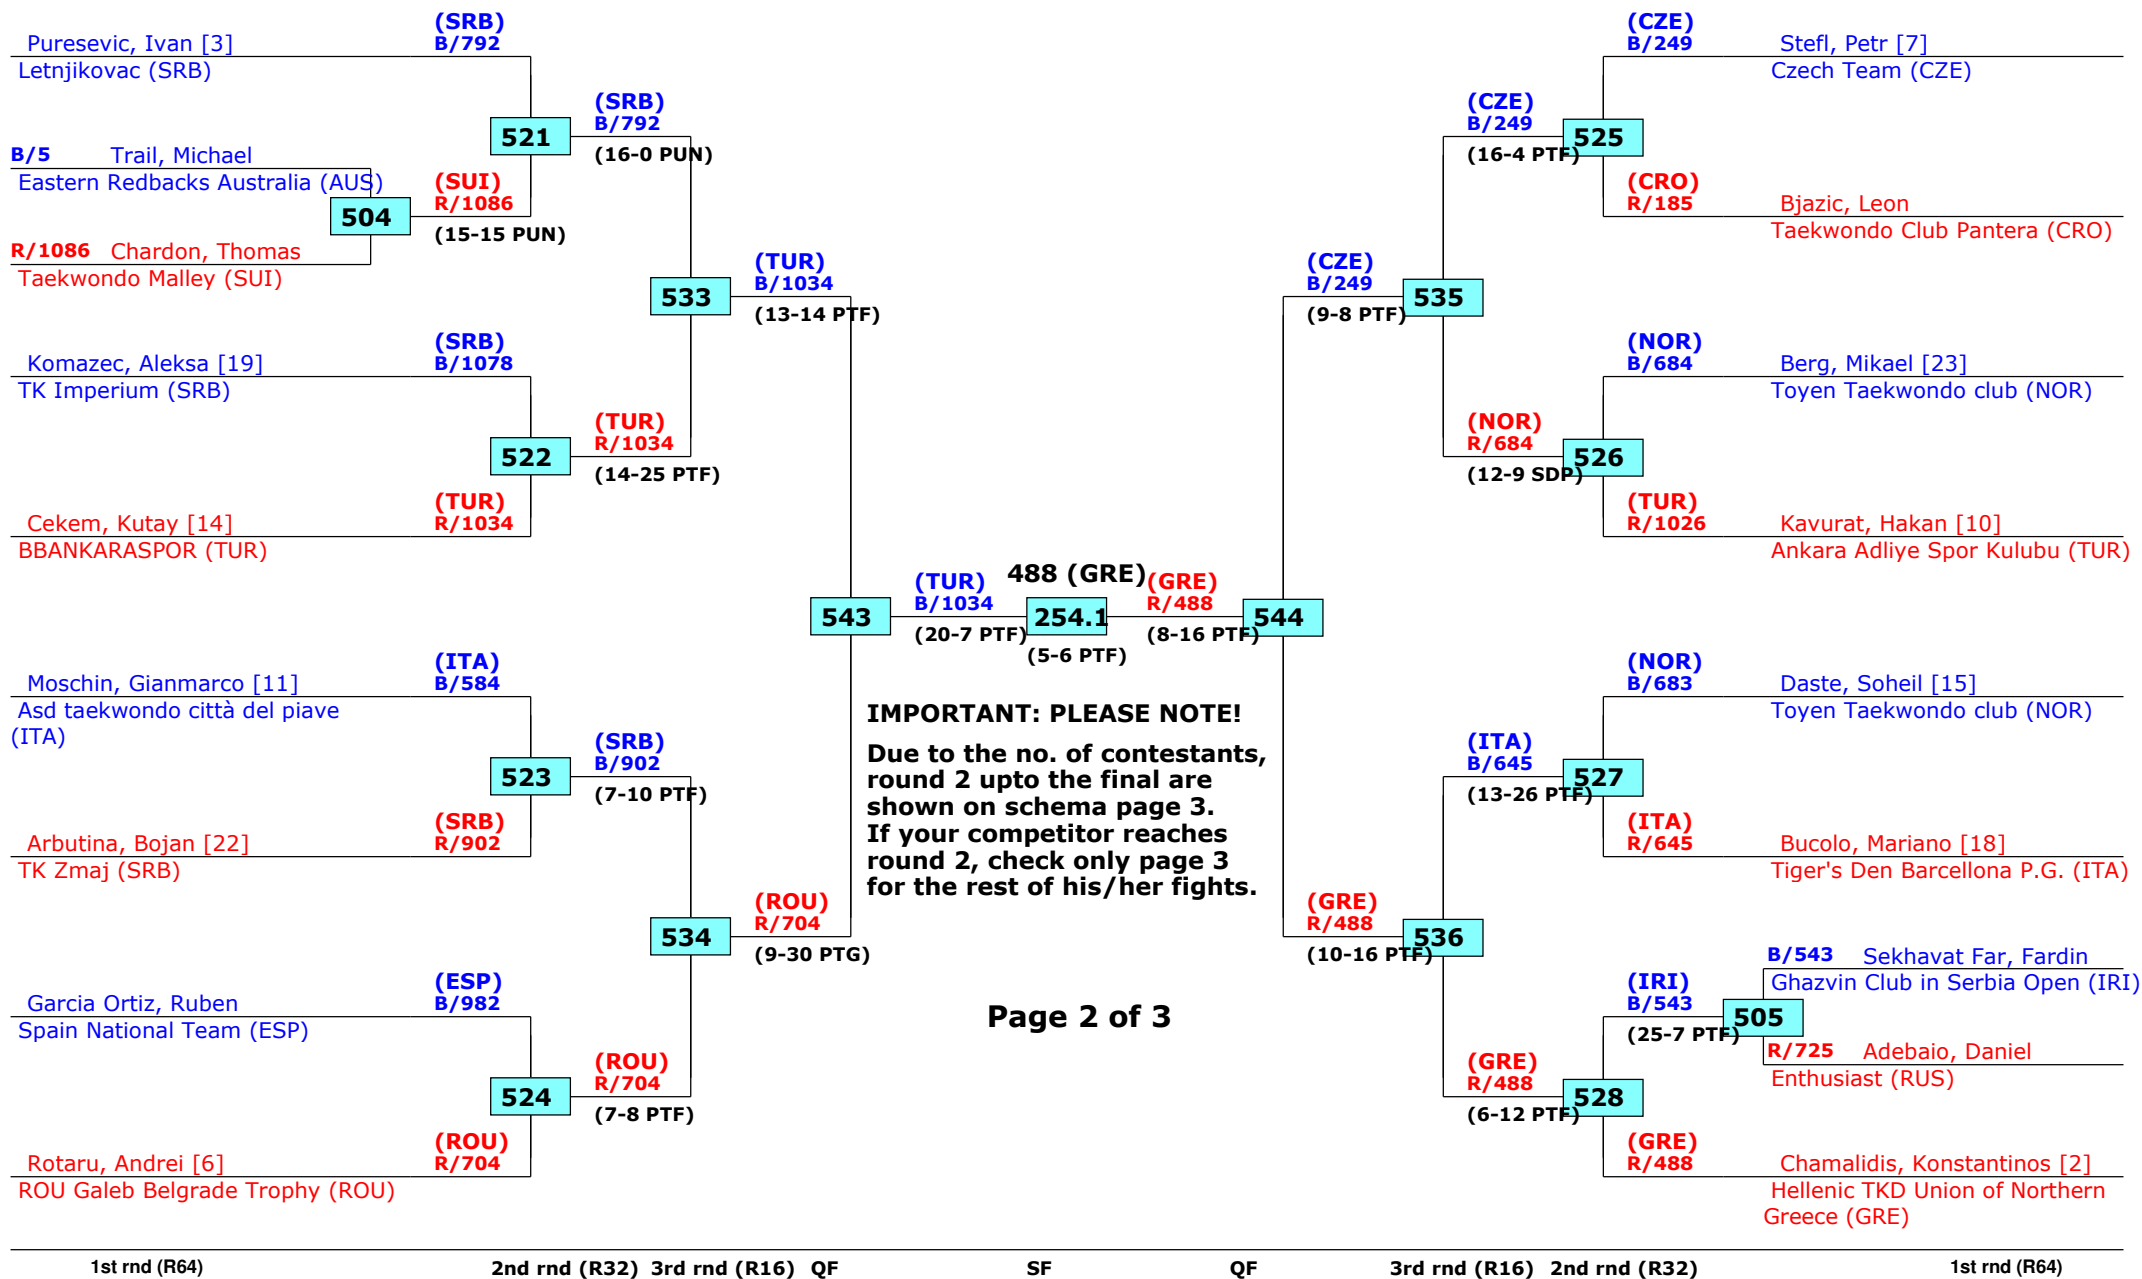 (SRB)
Puresevic, Ivan [3] B/792
Letnjikovac (SRB)
(SRB)
B/792
521
(16-0 PUN)
B/5 Trail, Michael
Eastern Redbacks Australia (AUS)
(SUI)
R/1086
504
(15-15 PUN)
R/1086 Chardon, Thomas
Taekwondo Malley (SUI)
(TUR)
B/1034
533
(13-14 PTF)
(SRB)
Komazec, Aleksa [19] B/1078
TK Imperium (SRB)
(TUR)
R/1034
522
(14-25 PTF)
(TUR)
Cekem, Kutay [14] R/1034
BBANKARASPOR (TUR)
543
(TUR)
B/1034
(20-7 PTF)
488 (GRE)
254.1
(5-6 PTF)
(GRE)
R/488
(8-16 PTF)
544
(ITA)
Moschin, Gianmarco [11] B/584
Asd taekwondo città del piave
(ITA)
(SRB)
B/902
523
(7-10 PTF)
(SRB)
Arbutina, Bojan [22] R/902
TK Zmaj (SRB)
(ROU)
R/704
534
(9-30 PTG)
(ESP)
Garcia Ortiz, Ruben B/982
Spain National Team (ESP)
(ROU)
R/704
524
(7-8 PTF)
(ROU)
Rotaru, Andrei [6] R/704
ROU Galeb Belgrade Trophy (ROU)
IMPORTANT: PLEASE NOTE!
Due to the no. of contestants,
round 2 upto the final are
shown on schema page 3.
If your competitor reaches
round 2, check only page 3
for the rest of his/her fights.
Page 2 of 3
(CZE)
B/249 Stefl, Petr [7]
Czech Team (CZE)
(CZE)
B/249
525
(16-4 PTF)
(CRO)
R/185 Bjazic, Leon
Taekwondo Club Pantera (CRO)
(CZE)
B/249
535
(9-8 PTF)
(NOR)
B/684 Berg, Mikael [23]
Toyen Taekwondo club (NOR)
(NOR)
R/684
526
(12-9 SDP)
(TUR)
R/1026 Kavurat, Hakan [10]
Ankara Adliye Spor Kulubu (TUR)
(NOR)
B/683 Daste, Soheil [15]
Toyen Taekwondo club (NOR)
(ITA)
B/645
527
(13-26 PTF)
(ITA)
R/645 Bucolo, Mariano [18]
Tiger's Den Barcellona P.G. (ITA)
(GRE)
R/488
536
(10-16 PTF)
B/543 Sekhavat Far, Fardin
Ghazvin Club in Serbia Open (IRI)
(IRI)
B/543
505
(25-7 PTF)
R/725 Adebaio, Daniel
Enthusiast (RUS)
(GRE)
R/488
528
(6-12 PTF)
(GRE)
R/488 Chamalidis, Konstantinos [2]
Hellenic TKD Union of Northern
Greece (GRE)
1st rnd (R64) 2nd rnd (R32) 3rd rnd (R16) QF SF QF 3rd rnd (R16) 2nd rnd (R32) 1st rnd (R64)